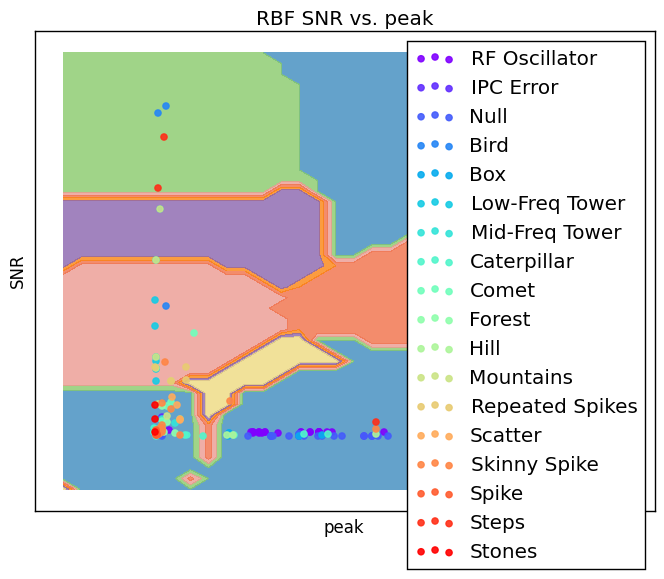 RBF SNR vs. peak
SNR
peak
RF Oscillator
IPC Error
Null
Bird
Box
Low-Freq Tower
Mid-Freq Tower
Caterpillar
Comet
Forest
Hill
Mountains
Repeated Spikes
Scatter
Skinny Spike
Spike
Steps
Stones